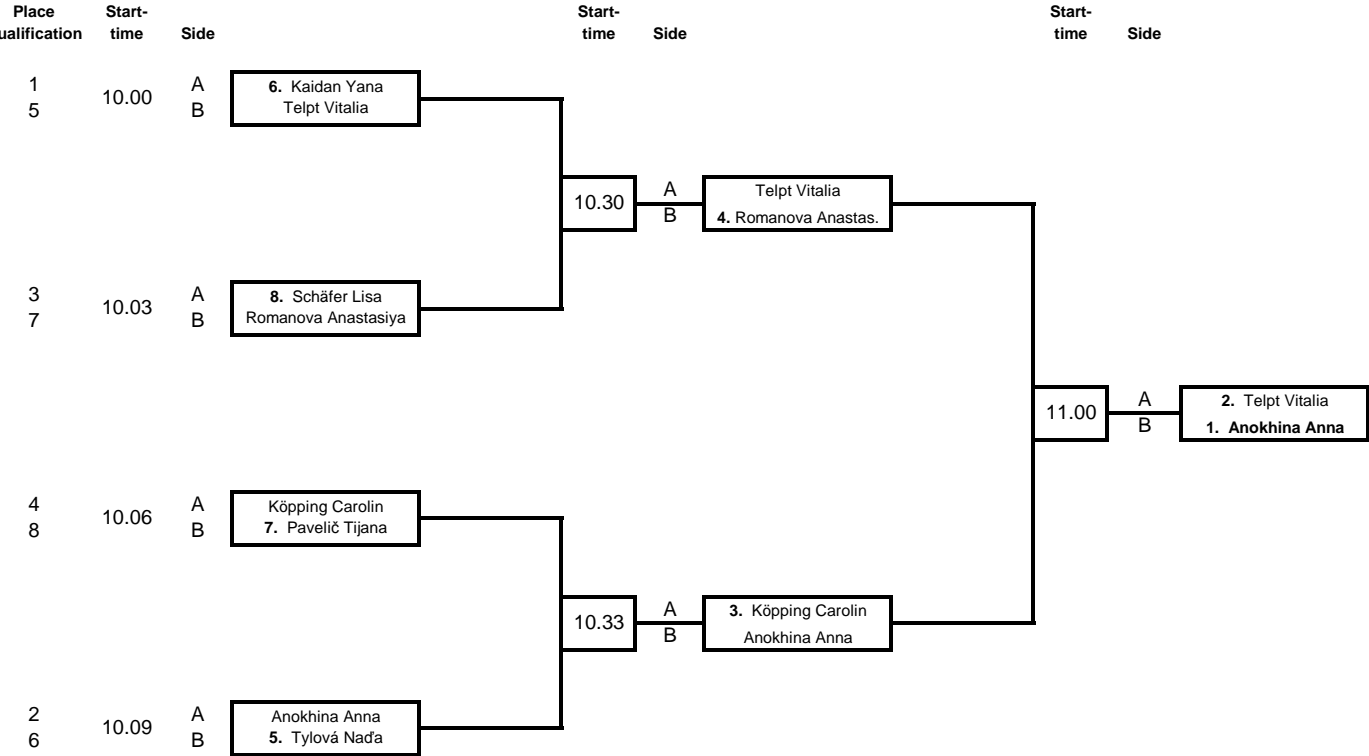 Place Start- Start- Start-
ualification time Side time Side time Side
1 A 6. Kaidan Yana
10.00
5 B Telpt Vitalia
A Telpt Vitalia
10.30
B 4. Romanova Anastas.
3 A 8. Schäfer Lisa
10.03
7 B Romanova Anastasiya
A 2. Telpt Vitalia
11.00
B 1. Anokhina Anna
4 A Köpping Carolin
10.06
8 B 7. Pavelič Tijana
A 3. Köpping Carolin
10.33
B Anokhina Anna
2 A Anokhina Anna
10.09
6 B 5. Tylová Naďa